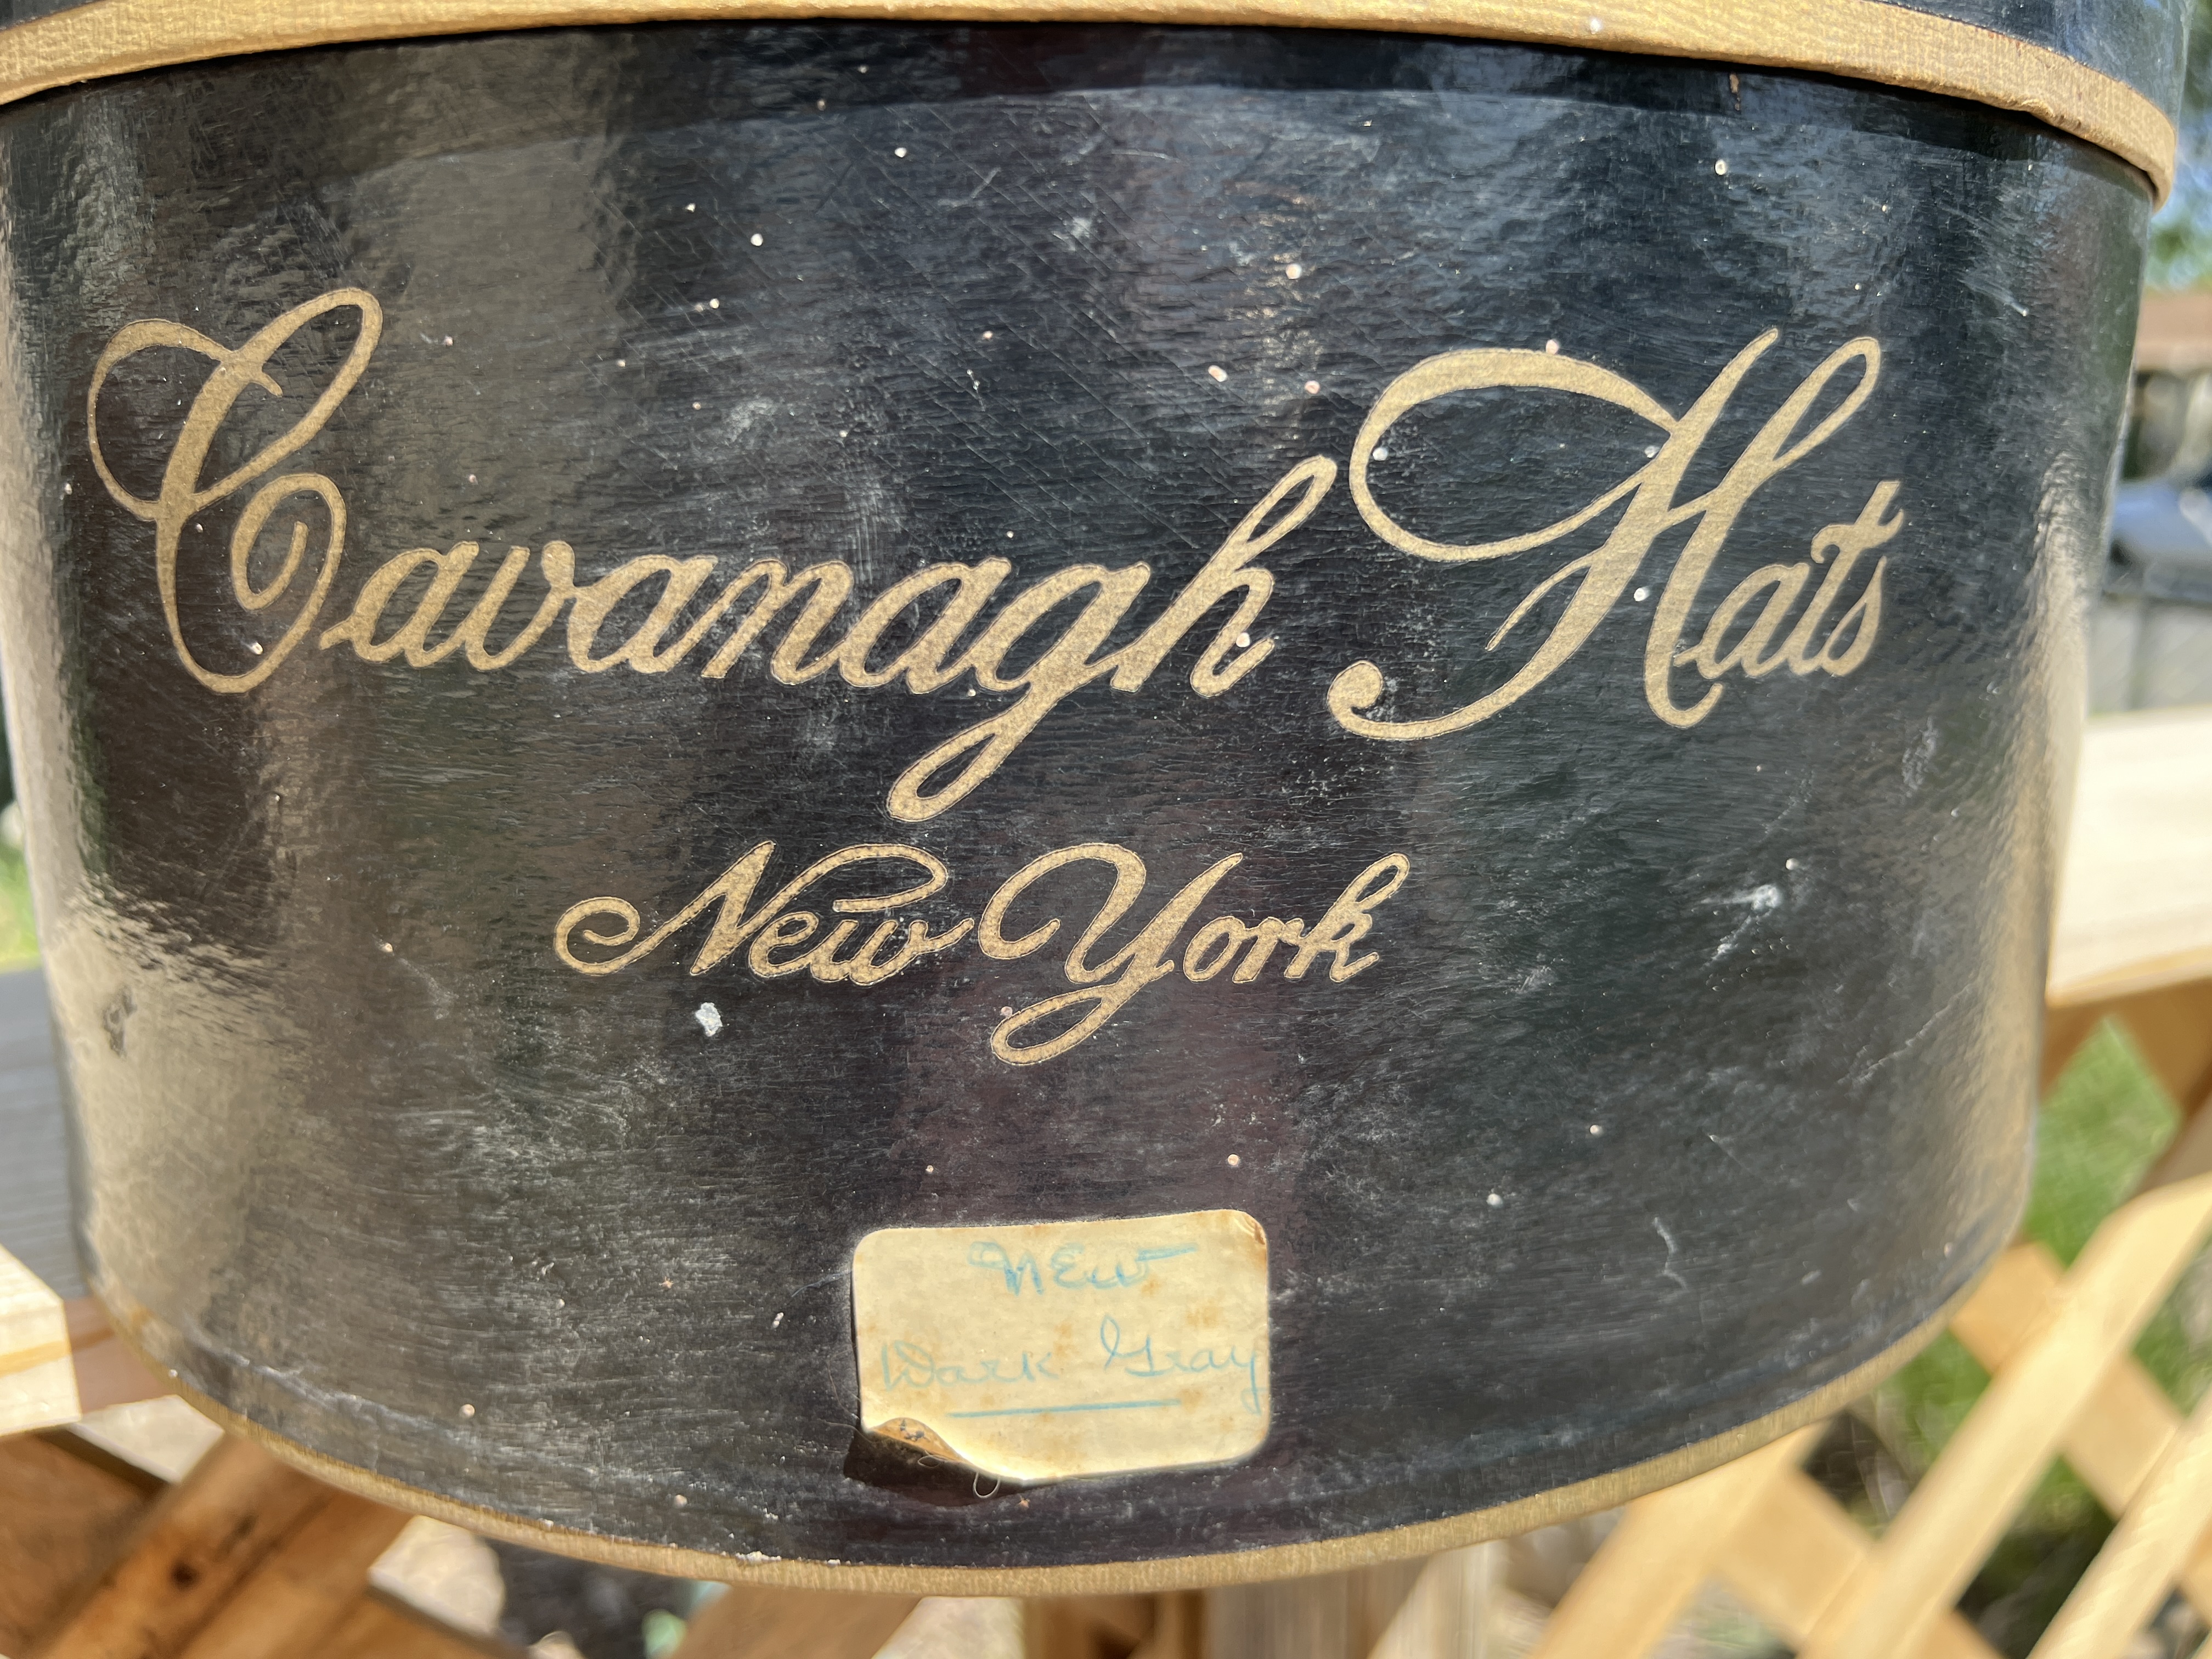 Cavanagh Hats
New York
New
Dark Gray